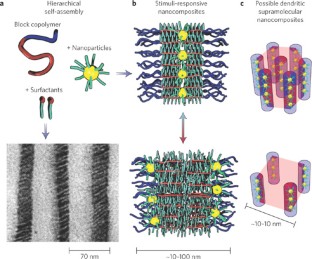 a Hierarchical
self-assembly
Block copolymer
+ Nanoparticles
+ Surfactants
70 nm
b Stimuli-responsive
nanocomposites
~10-100 nm
c Possible dendritic
supramolecular
nanocomposites
~10-10 nm